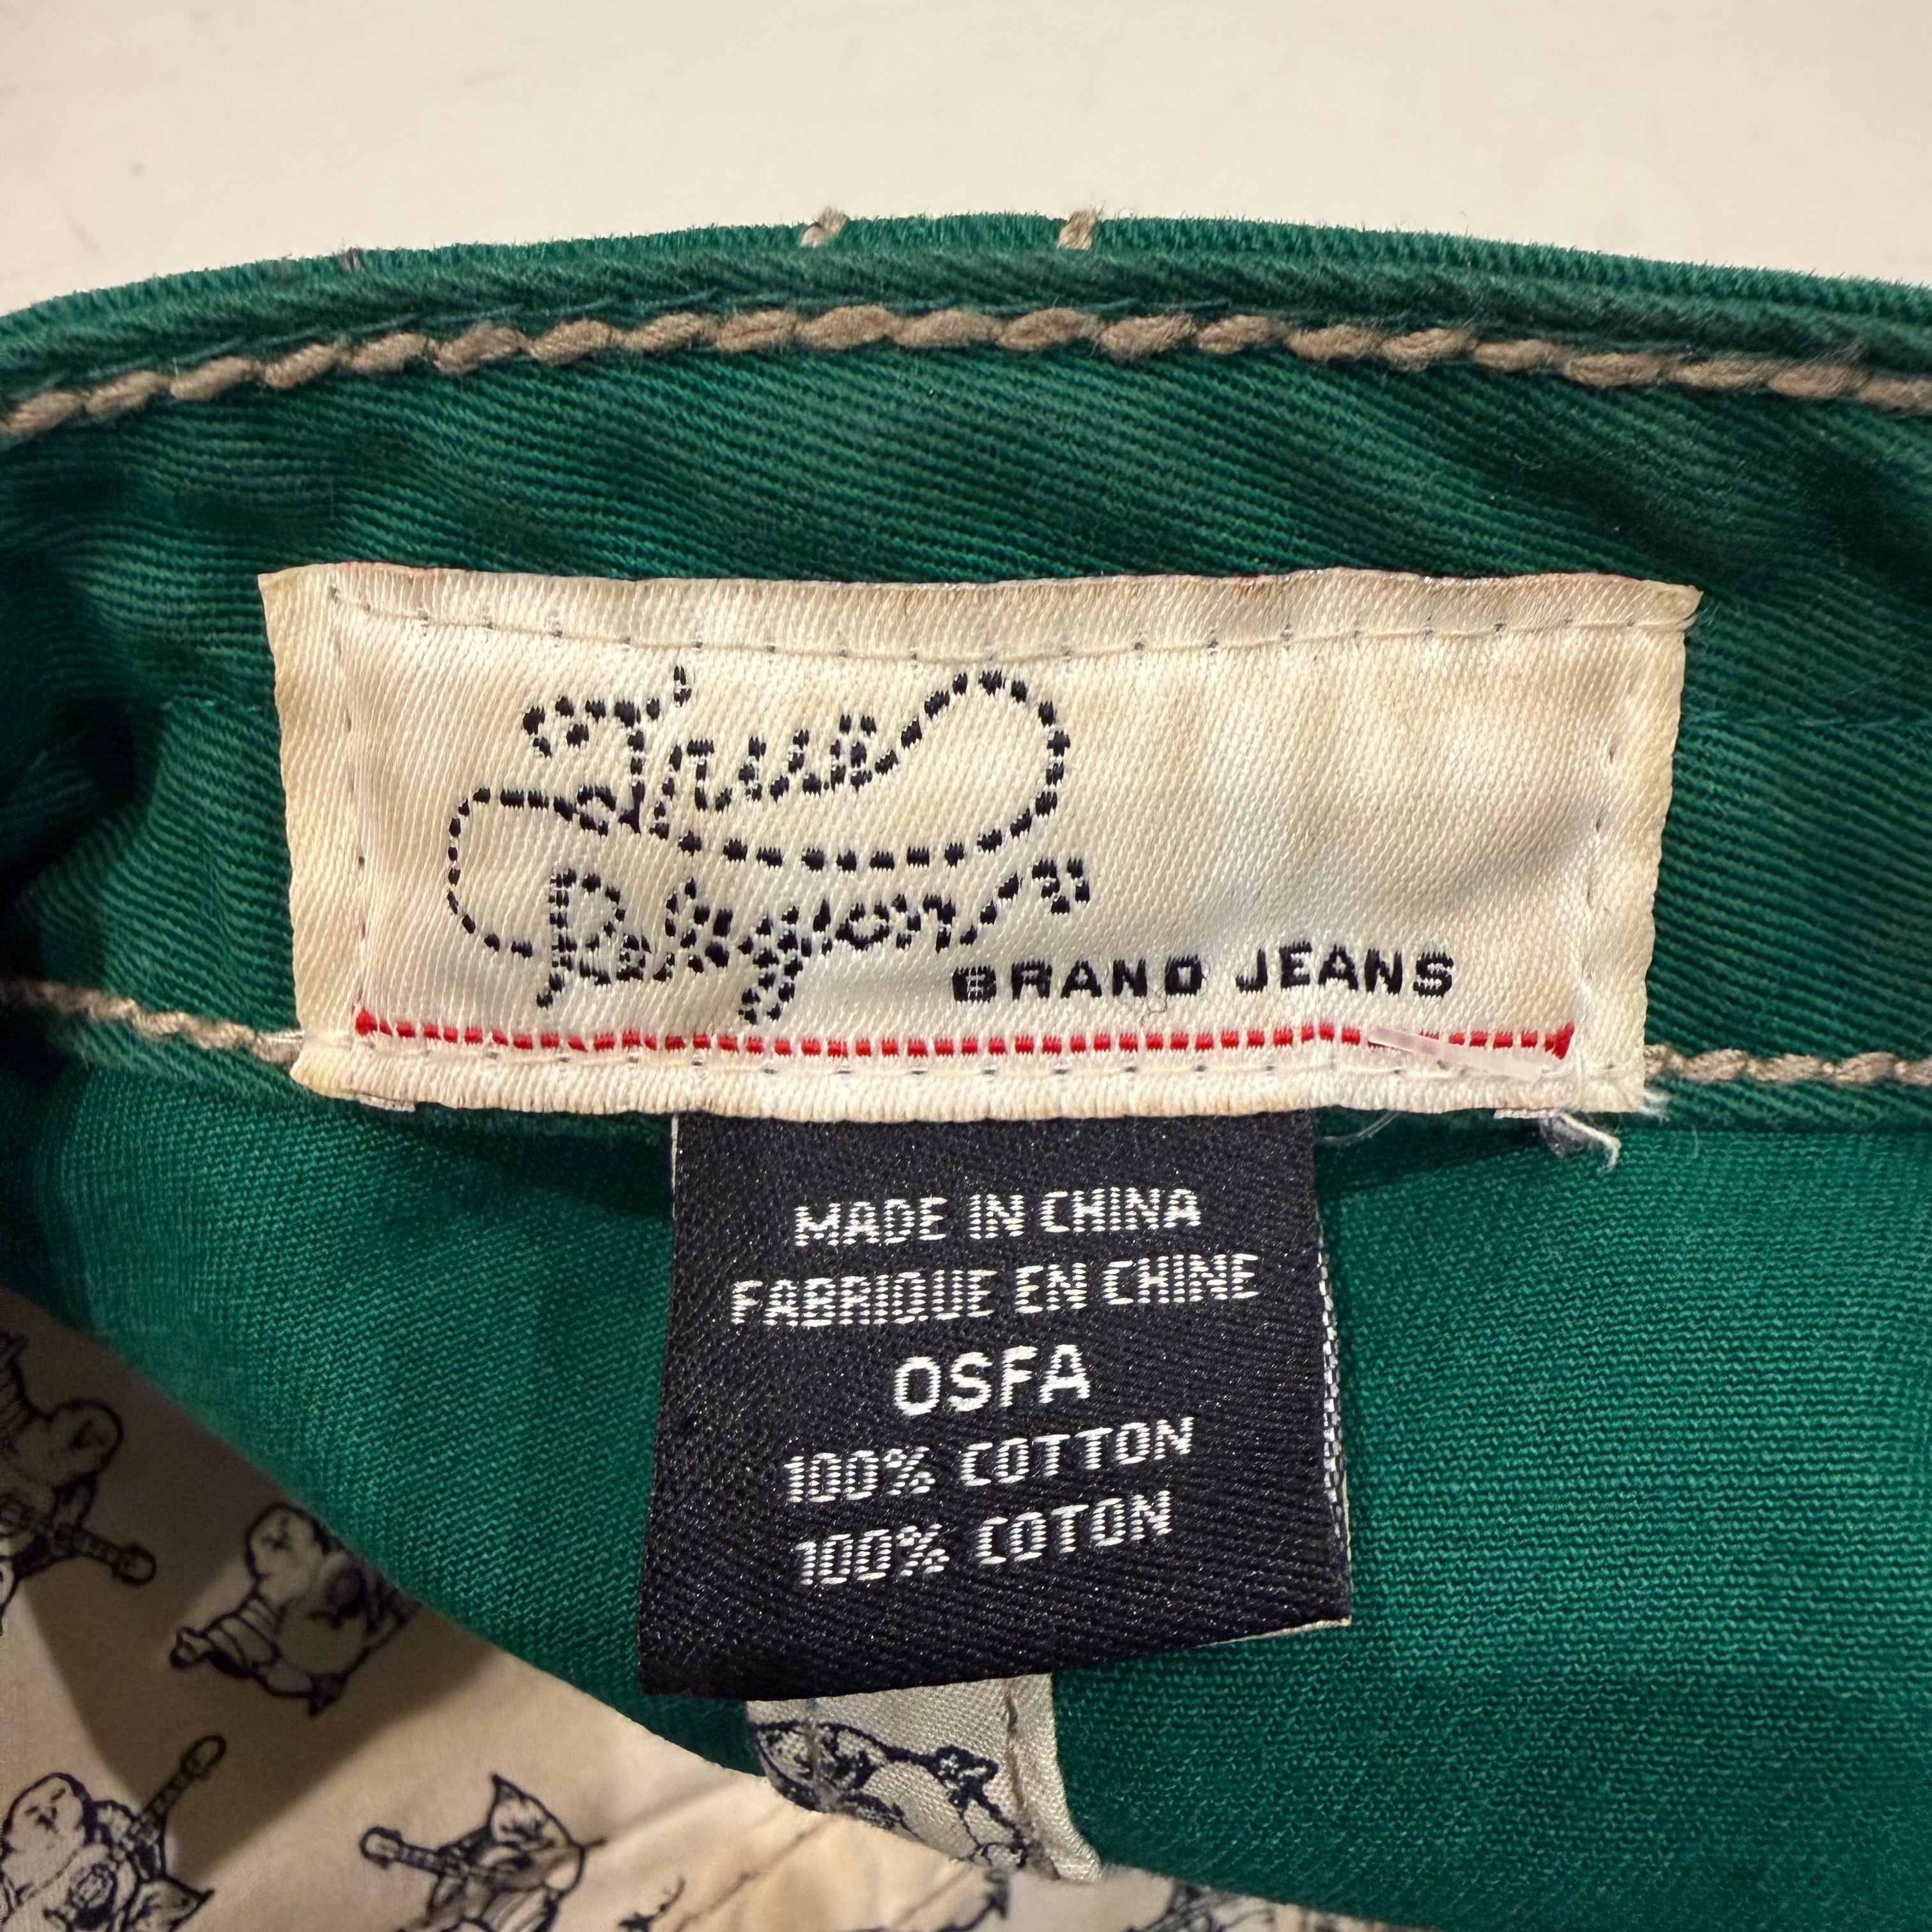 True
Religion
BRAND JEANS
MADE IN CHINA
FABRIQUE EN CHINE
OSFA
100% COTTON
100% COTON